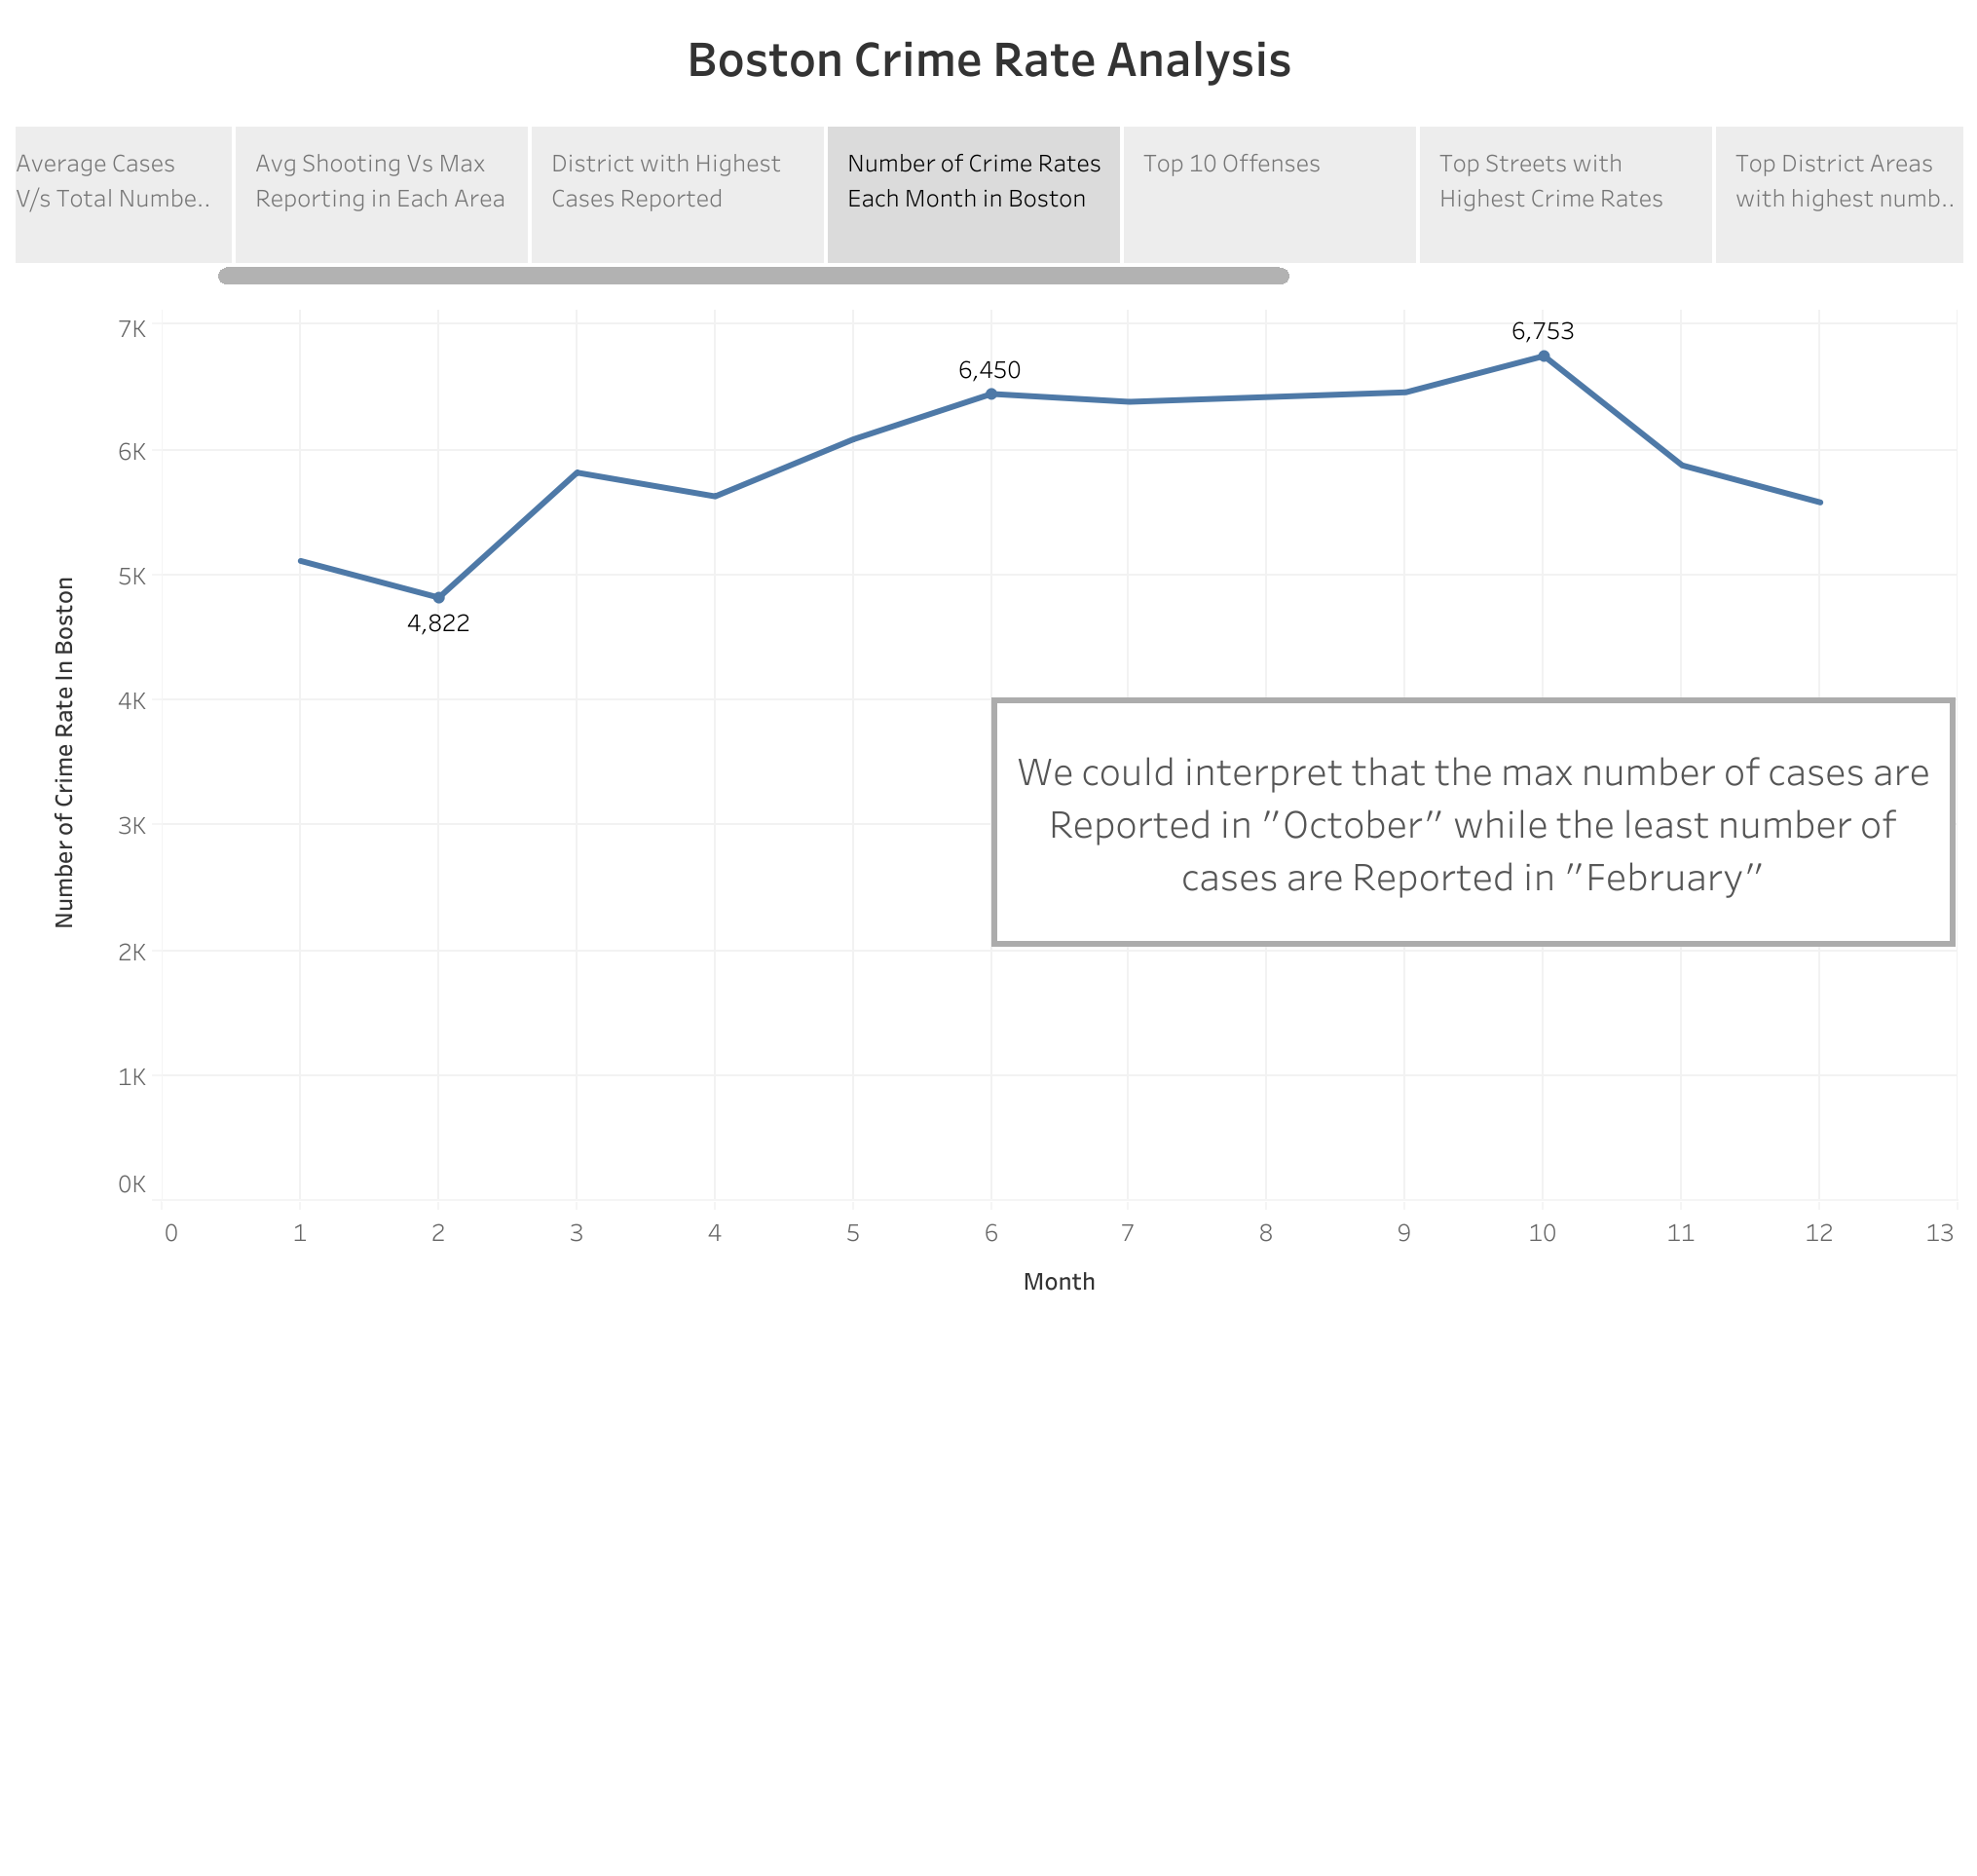 Boston Crime Rate Analysis
Average Cases
V/s Total Numbe..
Avg Shooting Vs Max
Reporting in Each Area
District with Highest
Cases Reported
Number of Crime Rates
Each Month in Boston
Top 10 Offenses
Top Streets with
Highest Crime Rates
Top District Areas
with highest numb..
7K
6K
5K
4K
3K
2K
1K
0K
Number of Crime Rate In Boston
6,753
6,450
4,822
We could interpret that the max number of cases are
Reported in "October" while the least number of
cases are Reported in "February"
0 1 2 3 4 5 6 7 8 9 10 11 12 13
Month